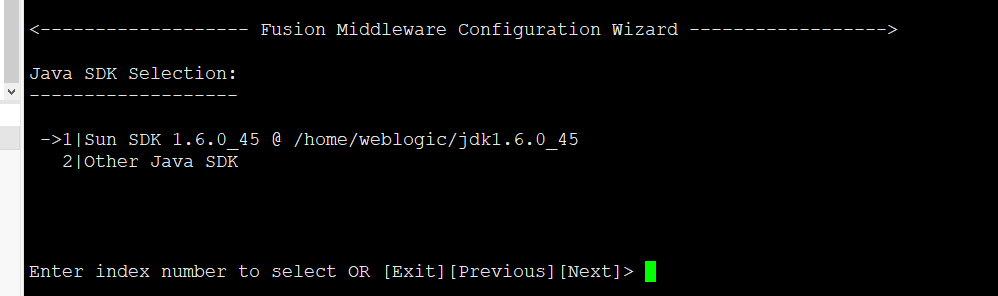 <------------------- Fusion Middleware Configuration Wizard ------------------>
Java SDK Selection:
-------------------
->1|Sun SDK 1.6.0_45 @ /home/weblogic/jdk1.6.0_45
2|Other Java SDK
Enter index number to select OR [Exit][Previous][Next]>